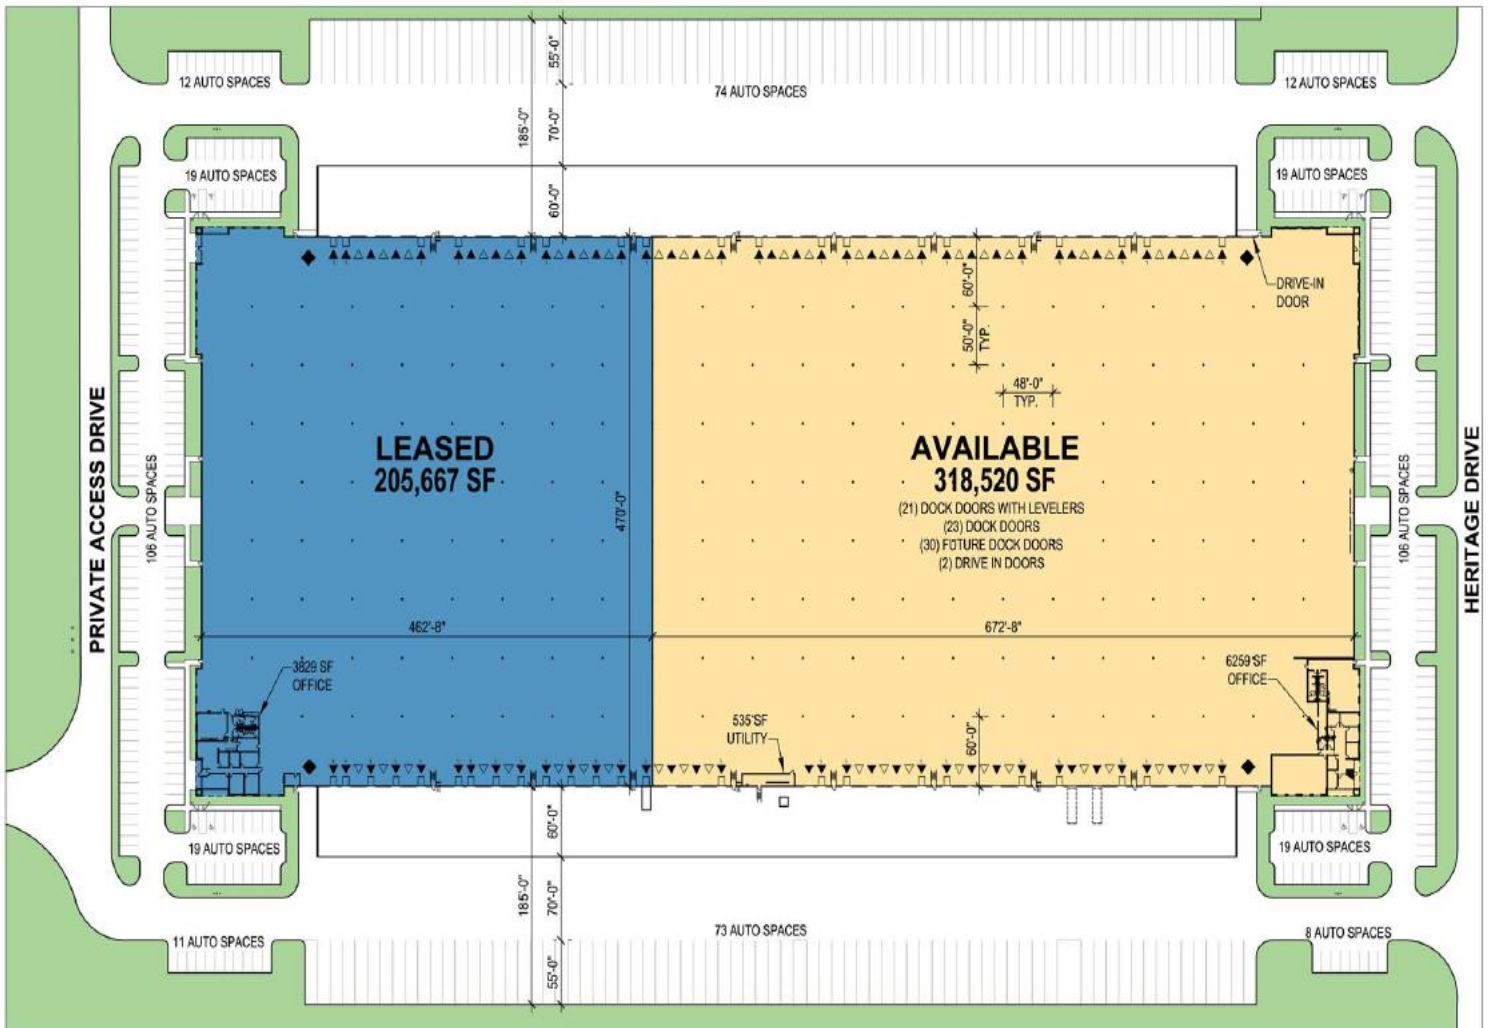 55'-0"
12 AUTO SPACES
74 AUTO SPACES
12 AUTO SPACES
185'-0"
70'-0"
19 AUTO SPACES
19 AUTO SPACES
60'-0"
60'-0"
DRIVE-IN
DOOR
50'-0"
TYP.
48'-0"
TYP.
PRIVATE ACCESS DRIVE
106 AUTO SPACES
LEASED
205,667 SF
470'-0"
AVAILABLE
318,520 SF
(21) DOCK DOORS WITH LEVELERS
(23) DOCK DOORS
(30) FUTURE DOCK DOORS
(2) DRIVE IN DOORS
106 AUTO SPACES
HERITAGE DRIVE
462'-8"
672'-8"
3829 SF
OFFICE
6259 SF
OFFICE
535 SF
UTILITY
60'-0"
60'-0"
19 AUTO SPACES
19 AUTO SPACES
185'-0"
70'-0"
11 AUTO SPACES
73 AUTO SPACES
8 AUTO SPACES
55'-0"